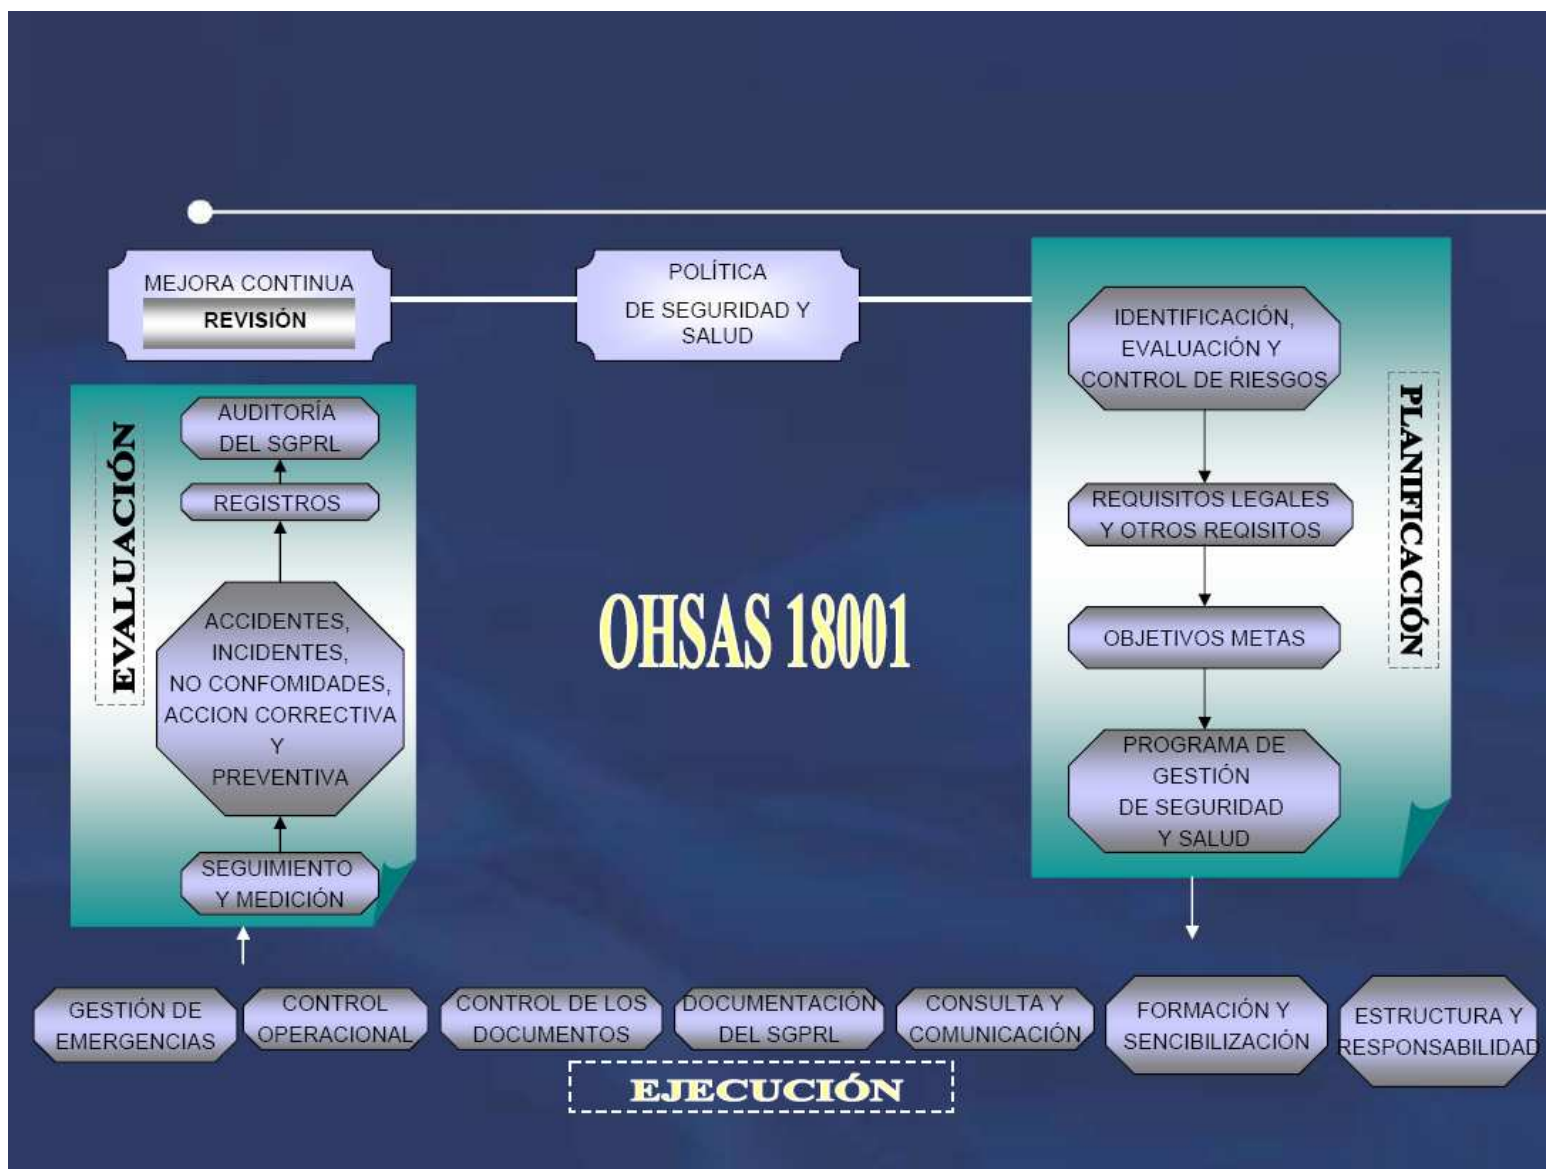 MEJORA CONTINUA
REVISIÓN
POLÍTICA
DE SEGURIDAD Y
SALUD
IDENTIFICACIÓN,
EVALUACIÓN Y
CONTROL DE RIESGOS
REQUISITOS LEGALES
Y OTROS REQISITOS
OBJETIVOS METAS
PROGRAMA DE
GESTIÓN
DE SEGURIDAD
Y SALUD
PLANIFICACIÓN
EVALUACIÓN
AUDITORÍA
DEL SGPRL
REGISTROS
ACCIDENTES,
INCIDENTES,
NO CONFOMIDADES,
ACCION CORRECTIVA
Y
PREVENTIVA
SEGUIMIENTO
Y MEDICIÓN
OHSAS 18001
GESTIÓN DE
EMERGENCIAS
CONTROL
OPERACIONAL
CONTROL DE LOS
DOCUMENTOS
DOCUMENTACIÓN
DEL SGPRL
CONSULTA Y
COMUNICACIÓN
FORMACIÓN Y
SENCIBILIZACIÓN
ESTRUCTURA Y
RESPONSABILIDAD
EJECUCIÓN